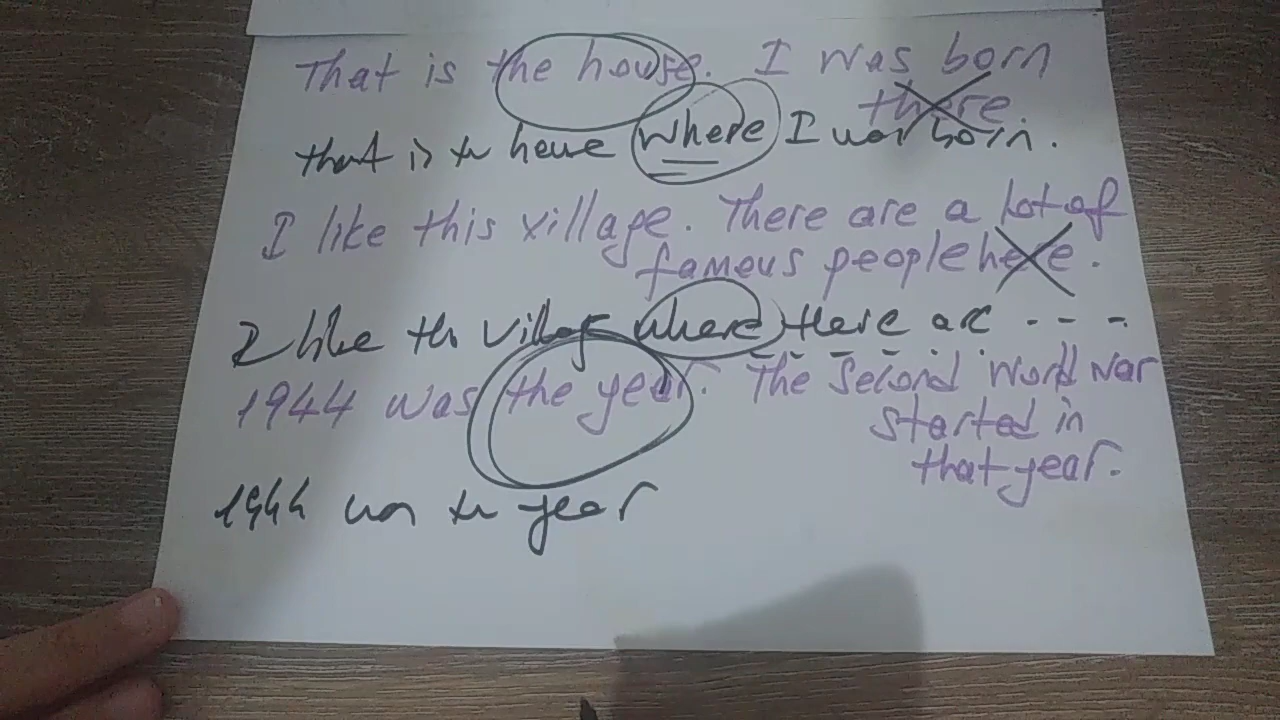 That is the house. I was born
there
that is the house where I was born.
I like this village. There are a lot of
famous people here.
I like the village where there are - - -
1944 was the year. The Second World War
started in
that year.
1944 was the year